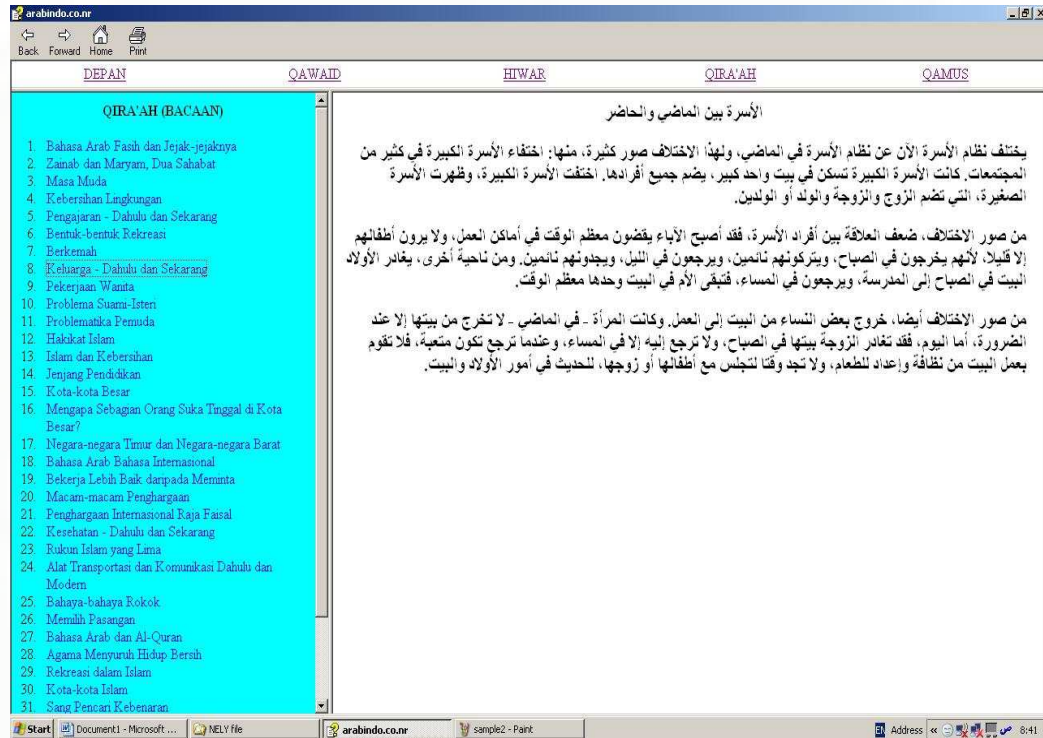 arabindo.co.nr
Back Forward Home Print
DEPAN QAWAID HIWAR QIRA'AH QAMUS
QIRA'AH (BACAAN)
1. Bahasa Arab Fasih dan Jejak-jejaknya
2. Zainab dan Maryam, Dua Sahabat
3. Masa Muda
4. Kebersihan Lingkungan
5. Pengajaran - Dahulu dan Sekarang
6. Bentuk-bentuk Rekreasi
7. Berkemah
8. Keluarga - Dahulu dan Sekarang
9. Pekerjaan Wanita
10. Problema Suami-Isteri
11. Problematika Pemuda
12. Hakikat Islam
13. Islam dan Kebersihan
14. Jenjang Pendidikan
15. Kota-kota Besar
16. Mengapa Sebagian Orang Suka Tinggal di Kota
Besar?
17. Negara-negara Timur dan Negara-negara Barat
18. Bahasa Arab Bahasa Internasional
19. Bekerja Lebih Baik daripada Meminta
20. Macam-macam Penghargaan
21. Penghargaan Internasional Raja Faisal
22. Kesehatan - Dahulu dan Sekarang
23. Rukun Islam yang Lima
24. Alat Transportasi dan Komunikasi Dahulu dan
Modern
25. Bahaya-bahaya Rokok
26. Memilih Pasangan
27. Bahasa Arab dan Al-Quran
28. Agama Menyuruh Hidup Bersih
29. Rekreasi dalam Islam
30. Kota-kota Islam
31. Sang Pencari Kebenaran
الأسرة بين الماضي والحاضر
يختلف نظام الأسرة الآن عن نظام الأسرة في الماضي، ولهذا الاختلاف صور كثيرة، منها: اختفاء الأسرة الكبيرة في كثير من
المجتمعات. كانت الأسرة الكبيرة تسكن في بيت واحد كبير، يضم جميع أفرادها. اختفت الأسرة الكبيرة، وظهرت الأسرة
الصغيرة، التي تضم الزوج والزوجة والولد أو الولدين.
من صور الاختلاف، ضعف العلاقة بين أفراد الأسرة، فقد أصبح الآباء يقضون معظم الوقت في أماكن العمل، ولا يرون أطفالهم
إلا قليلا، لأنهم يخرجون في الصباح، ويتركونهم نائمين، ويرجعون في الليل، ويجدونهم نائمين. ومن ناحية أخرى، يغادر الأولاد
البيت في الصباح إلى المدرسة، ويرجعون في المساء، فتبقى الأم في البيت وحدها معظم الوقت.
من صور الاختلاف أيضا، خروج بعض النساء من البيت إلى العمل. وكانت المرأة - في الماضي - لا تخرج من بيتها إلا عند
الضرورة، أما اليوم، فقد تغادر الزوجة بيتها في الصباح، ولا ترجع إليه إلا في المساء، وعندما ترجع تكون متعبة، فلا تقوم
بعمل البيت من نظافة وإعداد للطعام، ولا تجد وقتا لتجلس مع أطفالها أو زوجها، للحديث في أمور الأولاد والبيت.
Start Document1 - Microsoft ... NELY file arabindo.co.nr sample2 - Paint EN Address « 8:41